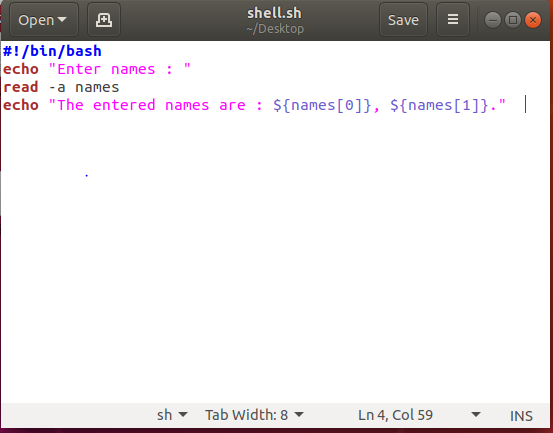 Open
shell.sh
~/Desktop
Save
#!/bin/bash
echo "Enter names : "
read -a names
echo "The entered names are : ${names[0]}, ${names[1]}."
sh
Tab Width: 8
Ln 4, Col 59
INS